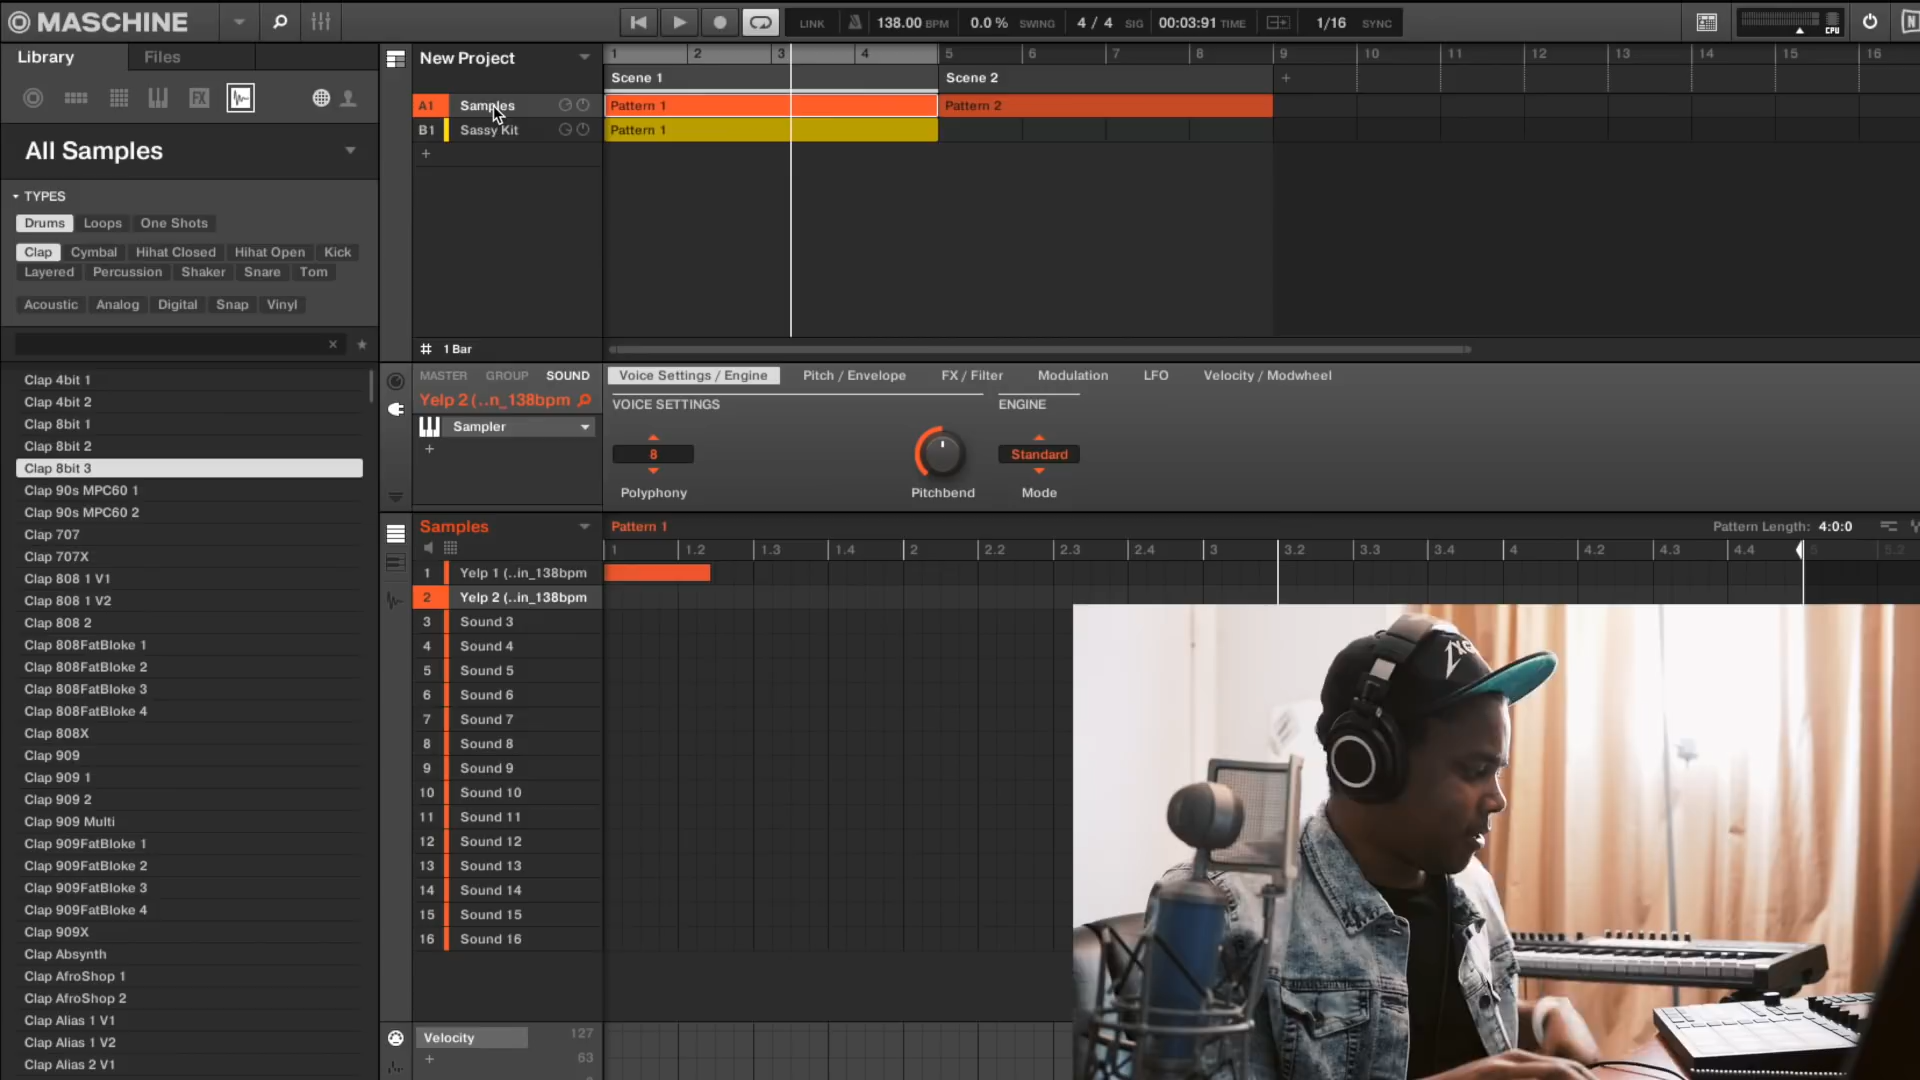 MASCHINE
LINK 138.00 BPM 0.0 % SWING 4 / 4 SIG 00:03:91 TIME 1/16 SYNC
CPU
Library Files
All Samples
TYPES
Drums Loops One Shots
Clap Cymbal Hihat Closed Hihat Open Kick
Layered Percussion Shaker Snare Tom
Acoustic Analog Digital Snap Vinyl
Clap 4bit 1
Clap 4bit 2
Clap 8bit 1
Clap 8bit 2
Clap 8bit 3
Clap 90s MPC60 1
Clap 90s MPC60 2
Clap 707
Clap 707X
Clap 808 1 V1
Clap 808 1 V2
Clap 808 2
Clap 808FatBloke 1
Clap 808FatBloke 2
Clap 808FatBloke 3
Clap 808FatBloke 4
Clap 808X
Clap 909
Clap 909 1
Clap 909 2
Clap 909 Multi
Clap 909FatBloke 1
Clap 909FatBloke 2
Clap 909FatBloke 3
Clap 909FatBloke 4
Clap 909X
Clap Absynth
Clap AfroShop 1
Clap AfroShop 2
Clap Alias 1 V1
Clap Alias 1 V2
Clap Alias 2 V1
New Project
1 2 3 4 5 6 7 8 9 10 11 12 13 14 15 16
Scene 1 Scene 2 +
A1 Samples Pattern 1 Pattern 2
B1 Sassy Kit Pattern 1
+
1 Bar
MASTER GROUP SOUND
Yelp 2 (..n_138bpm
Sampler
+
Voice Settings / Engine Pitch / Envelope FX / Filter Modulation LFO Velocity / Modwheel
VOICE SETTINGS ENGINE
8 Standard
Polyphony Pitchbend Mode
Samples Pattern 1 Pattern Length: 4:0:0
1 1.2 1.3 1.4 2 2.2 2.3 2.4 3 3.2 3.3 3.4 4 4.2 4.3 4.4 5 5.2
1 Yelp 1 (..in_138bpm
2 Yelp 2 (..in_138bpm
3 Sound 3
4 Sound 4
5 Sound 5
6 Sound 6
7 Sound 7
8 Sound 8
9 Sound 9
10 Sound 10
11 Sound 11
12 Sound 12
13 Sound 13
14 Sound 14
15 Sound 15
16 Sound 16
Velocity 127
+ 63